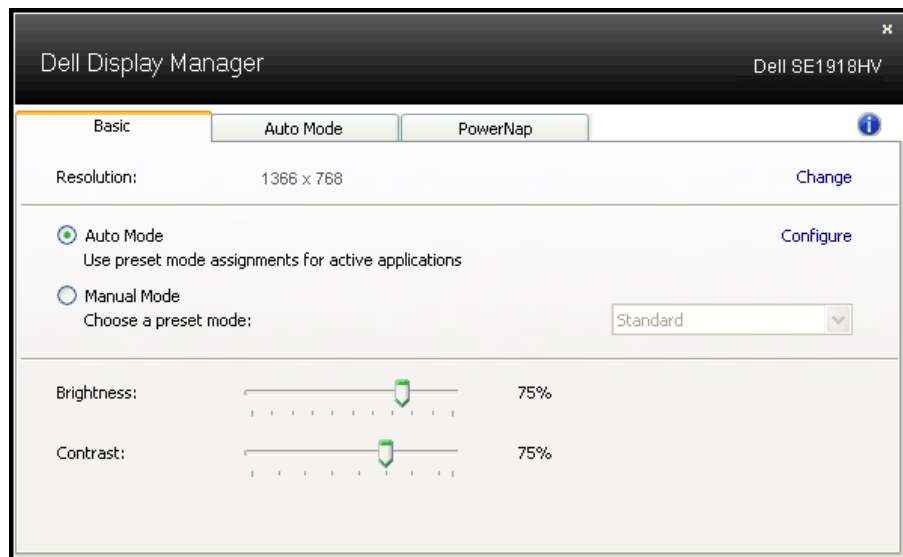 Dell Display Manager
Dell SE1918HV
Basic
Auto Mode
PowerNap
Resolution:
1366 x 768
Change
Auto Mode
Configure
Use preset mode assignments for active applications
Manual Mode
Choose a preset mode:
Standard
Brightness:
75%
Contrast:
75%